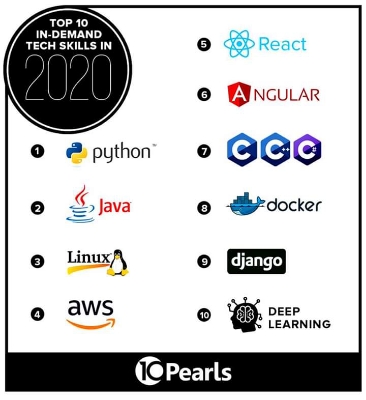 TOP 10
IN-DEMAND
TECH SKILLS IN
2020
1 python™
2 Java
3 Linux
4 aws
5 React
6 ANGULAR
7 C C++ C#
8 docker
9 django
10 DEEP
LEARNING
10Pearls